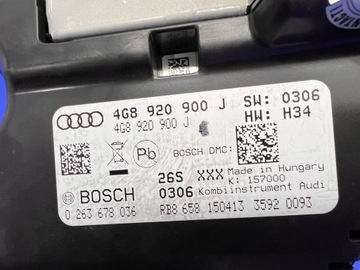 4G8 920 900 J SW: 0306
4G8 920 900 J HW: H34
Pb BOSCH DMC:
26S XXX Made in Hungary
K: 157000
BOSCH 0306 Kombiinstrument Audi
0 263 678 036 RB8 658 150413 3592 0093